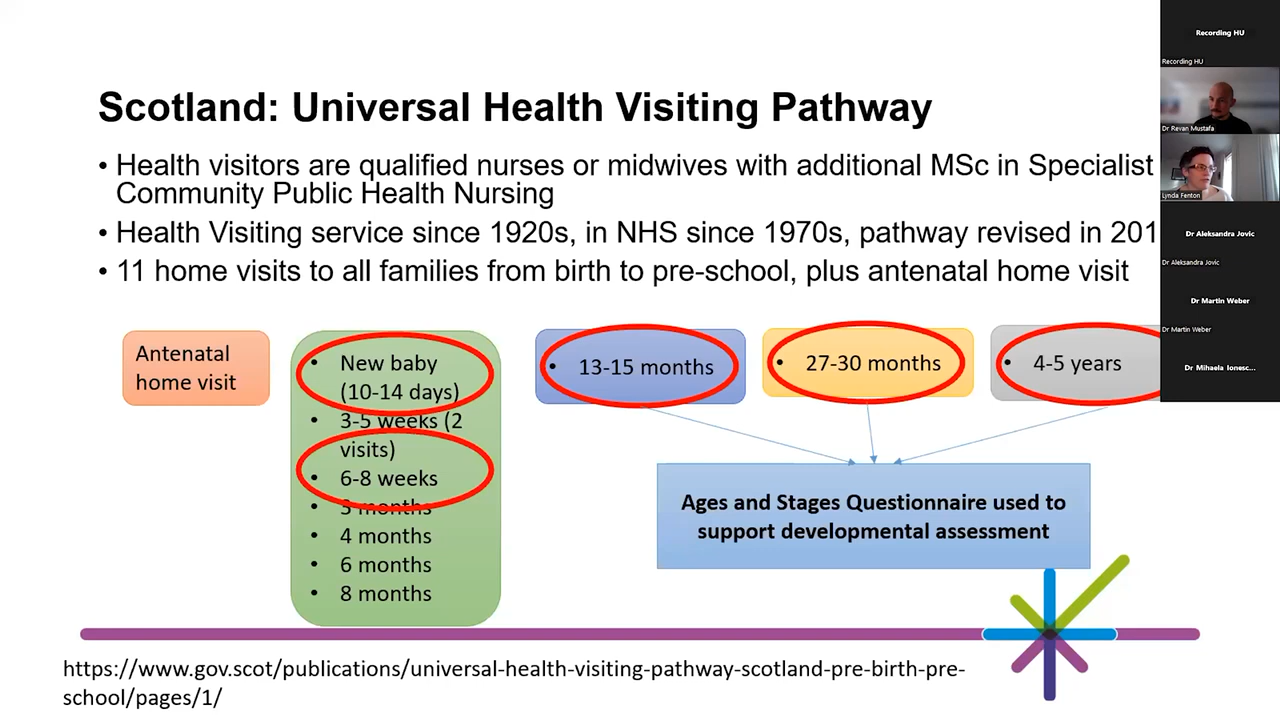 Recording HU
Recording HU
Dr Revan Mustafa
Lynda Fenton
Dr Aleksandra Jovic
Dr Aleksandra Jovic
Dr Martin Weber
Dr Martin Weber
Dr Mihaela Ionesc...
Scotland: Universal Health Visiting Pathway
• Health visitors are qualified nurses or midwives with additional MSc in Specialist
Community Public Health Nursing
• Health Visiting service since 1920s, in NHS since 1970s, pathway revised in 201
• 11 home visits to all families from birth to pre-school, plus antenatal home visit
Antenatal
home visit
• New baby
(10-14 days)
• 3-5 weeks (2
visits)
• 6-8 weeks
• 3 months
• 4 months
• 6 months
• 8 months
• 13-15 months
• 27-30 months
• 4-5 years
Ages and Stages Questionnaire used to
support developmental assessment
https://www.gov.scot/publications/universal-health-visiting-pathway-scotland-pre-birth-pre-
school/pages/1/